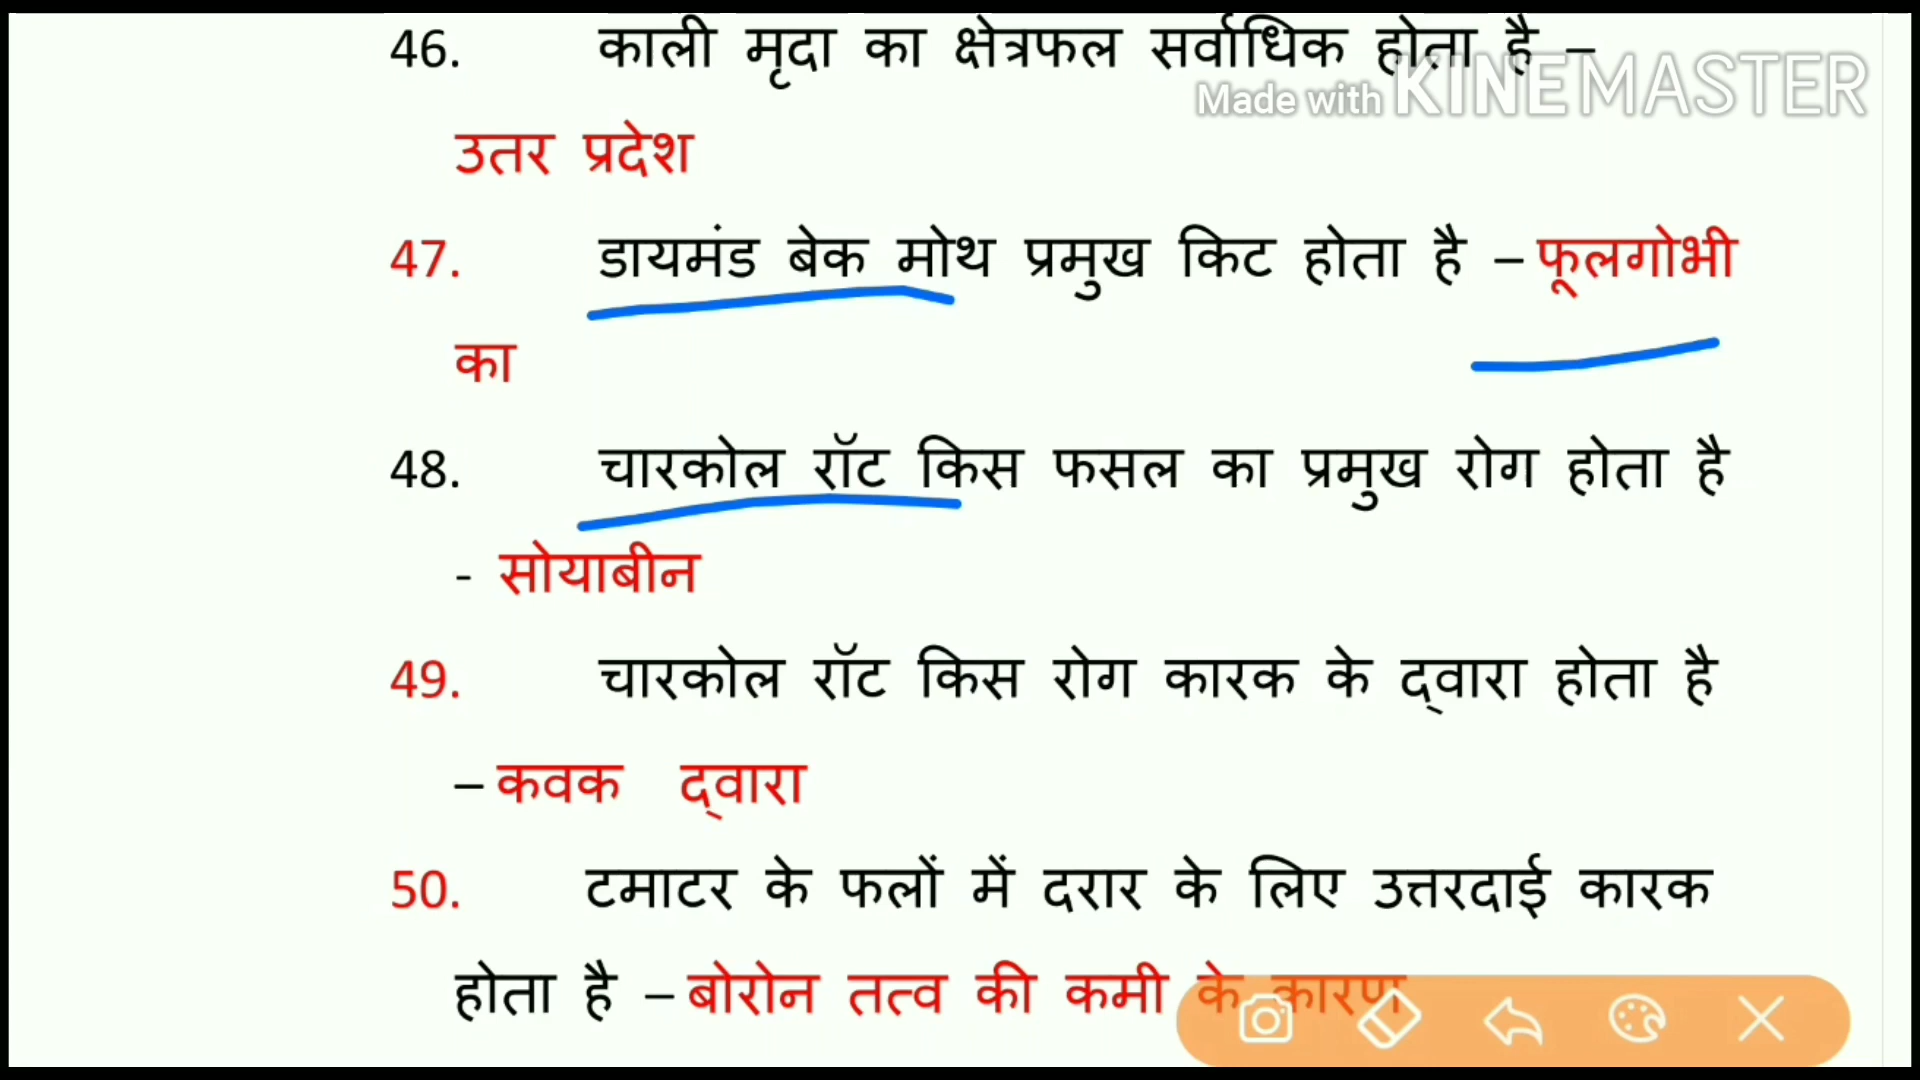 46. काली मृदा का क्षेत्रफल सर्वाधिक होता है –
Made with KINEMASTER
उतर प्रदेश
47. डायमंड बेक मोथ प्रमुख किट होता है – फूलगोभी
का
48. चारकोल रॉट किस फसल का प्रमुख रोग होता है
- सोयाबीन
49. चारकोल रॉट किस रोग कारक के द्वारा होता है
– कवक द्वारा
50. टमाटर के फलों में दरार के लिए उत्तरदाई कारक
होता है – बोरोन तत्व की कमी के कारण